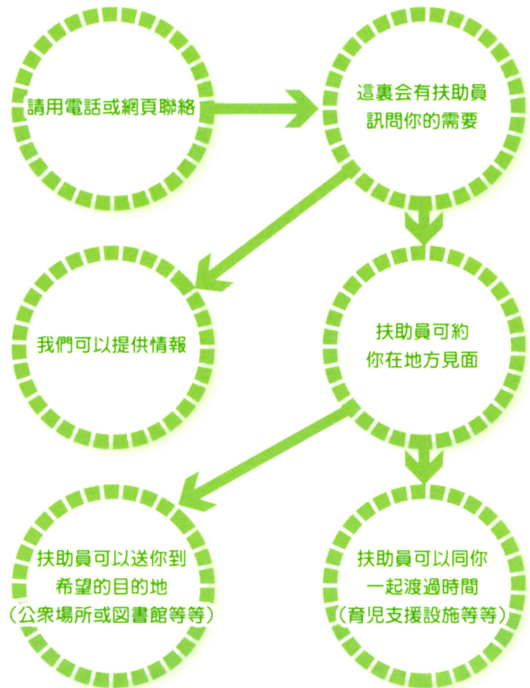 請用電話或網頁聯絡
這裏会有扶助員
訊問你的需要
我們可以提供情報
扶助員可約
你在地方見面
扶助員可以送你到
希望的目的地
（公衆場所或図書館等等）
扶助員可以同你
一起渡過時間
（育児支援設施等等）